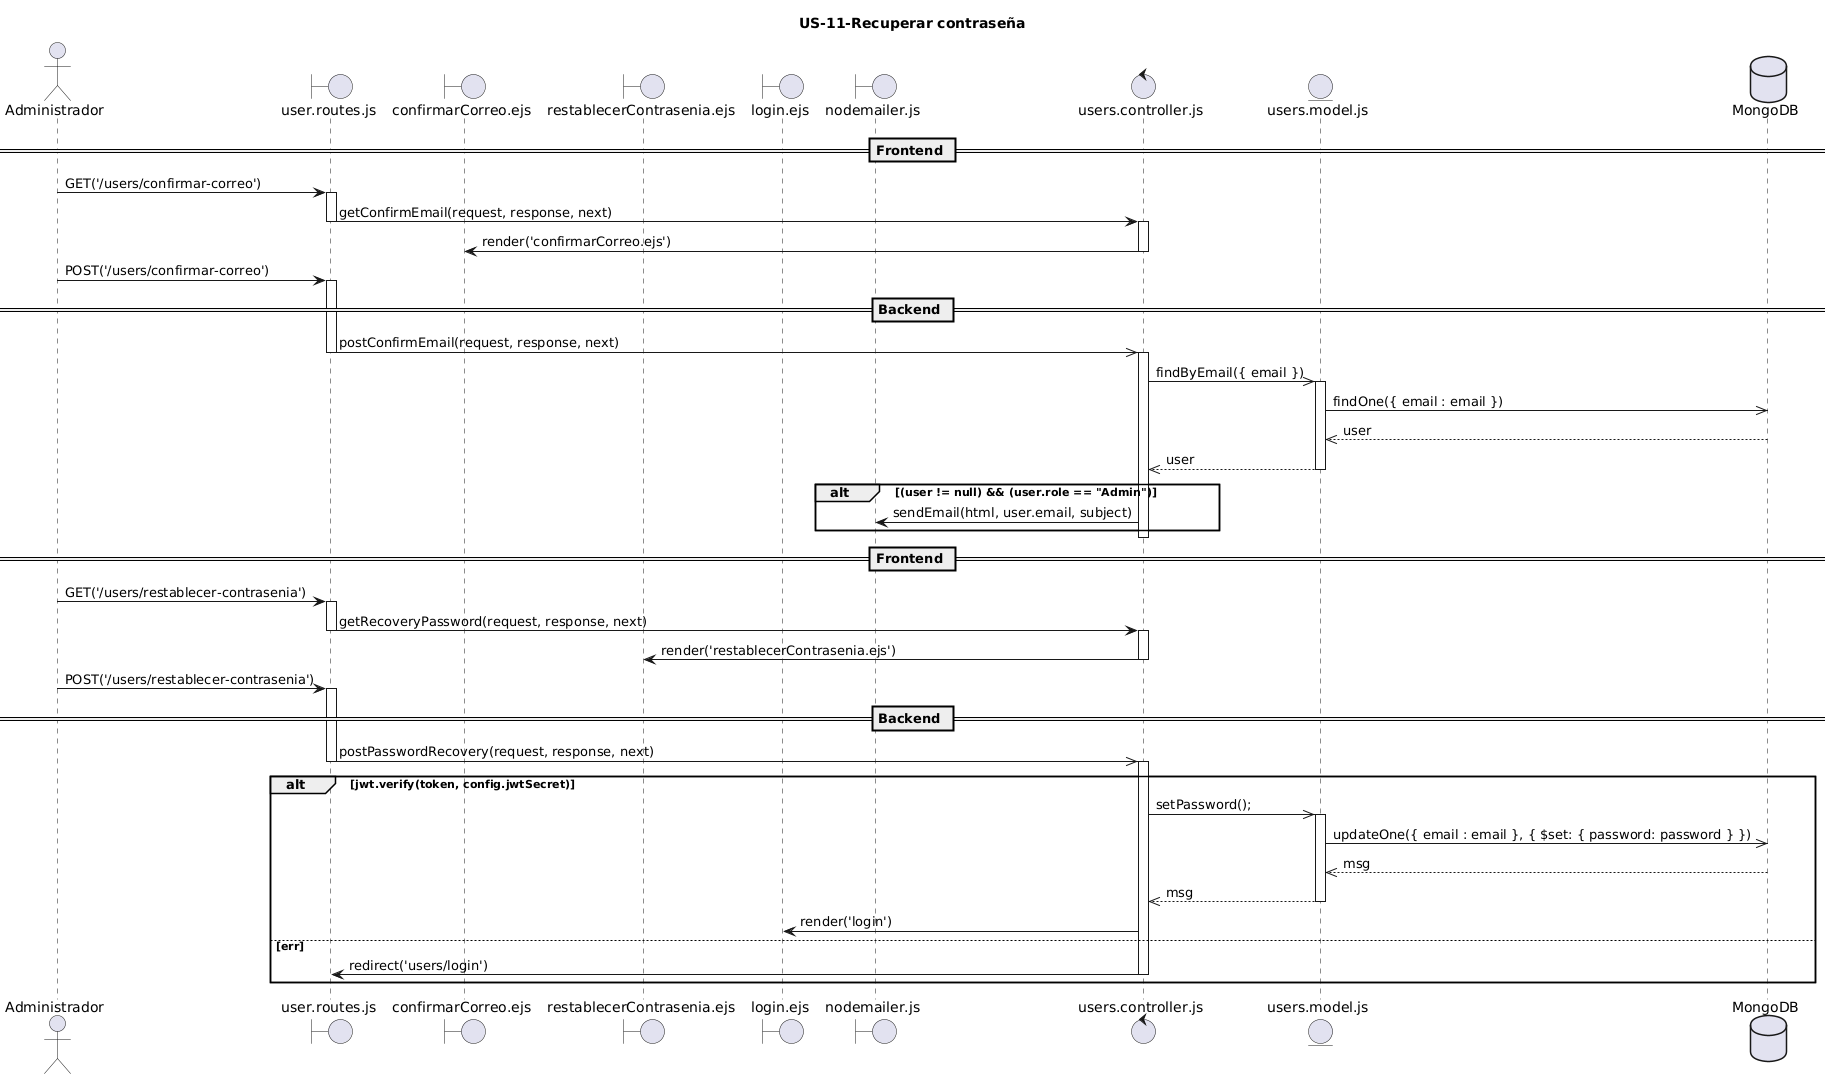 US-11-Recuperar contraseña
Administrador
user.routes.js
confirmarCorreo.ejs
restablecerContrasenia.ejs
login.ejs
nodemailer.js
users.controller.js
users.model.js
MongoDB
Frontend
GET('/users/confirmar-correo')
getConfirmEmail(request, response, next)
render('confirmarCorreo.ejs')
POST('/users/confirmar-correo')
Backend
postConfirmEmail(request, response, next)
findByEmail({ email })
findOne({ email : email })
user
user
alt
[(user != null) && (user.role == "Admin")]
sendEmail(html, user.email, subject)
Frontend
GET('/users/restablecer-contrasenia')
getRecoveryPassword(request, response, next)
render('restablecerContrasenia.ejs')
POST('/users/restablecer-contrasenia')
Backend
postPasswordRecovery(request, response, next)
alt
[jwt.verify(token, config.jwtSecret)]
setPassword();
updateOne({ email : email }, { $set: { password: password } })
msg
msg
render('login')
[err]
redirect('users/login')
Administrador
user.routes.js
confirmarCorreo.ejs
restablecerContrasenia.ejs
login.ejs
nodemailer.js
users.controller.js
users.model.js
MongoDB